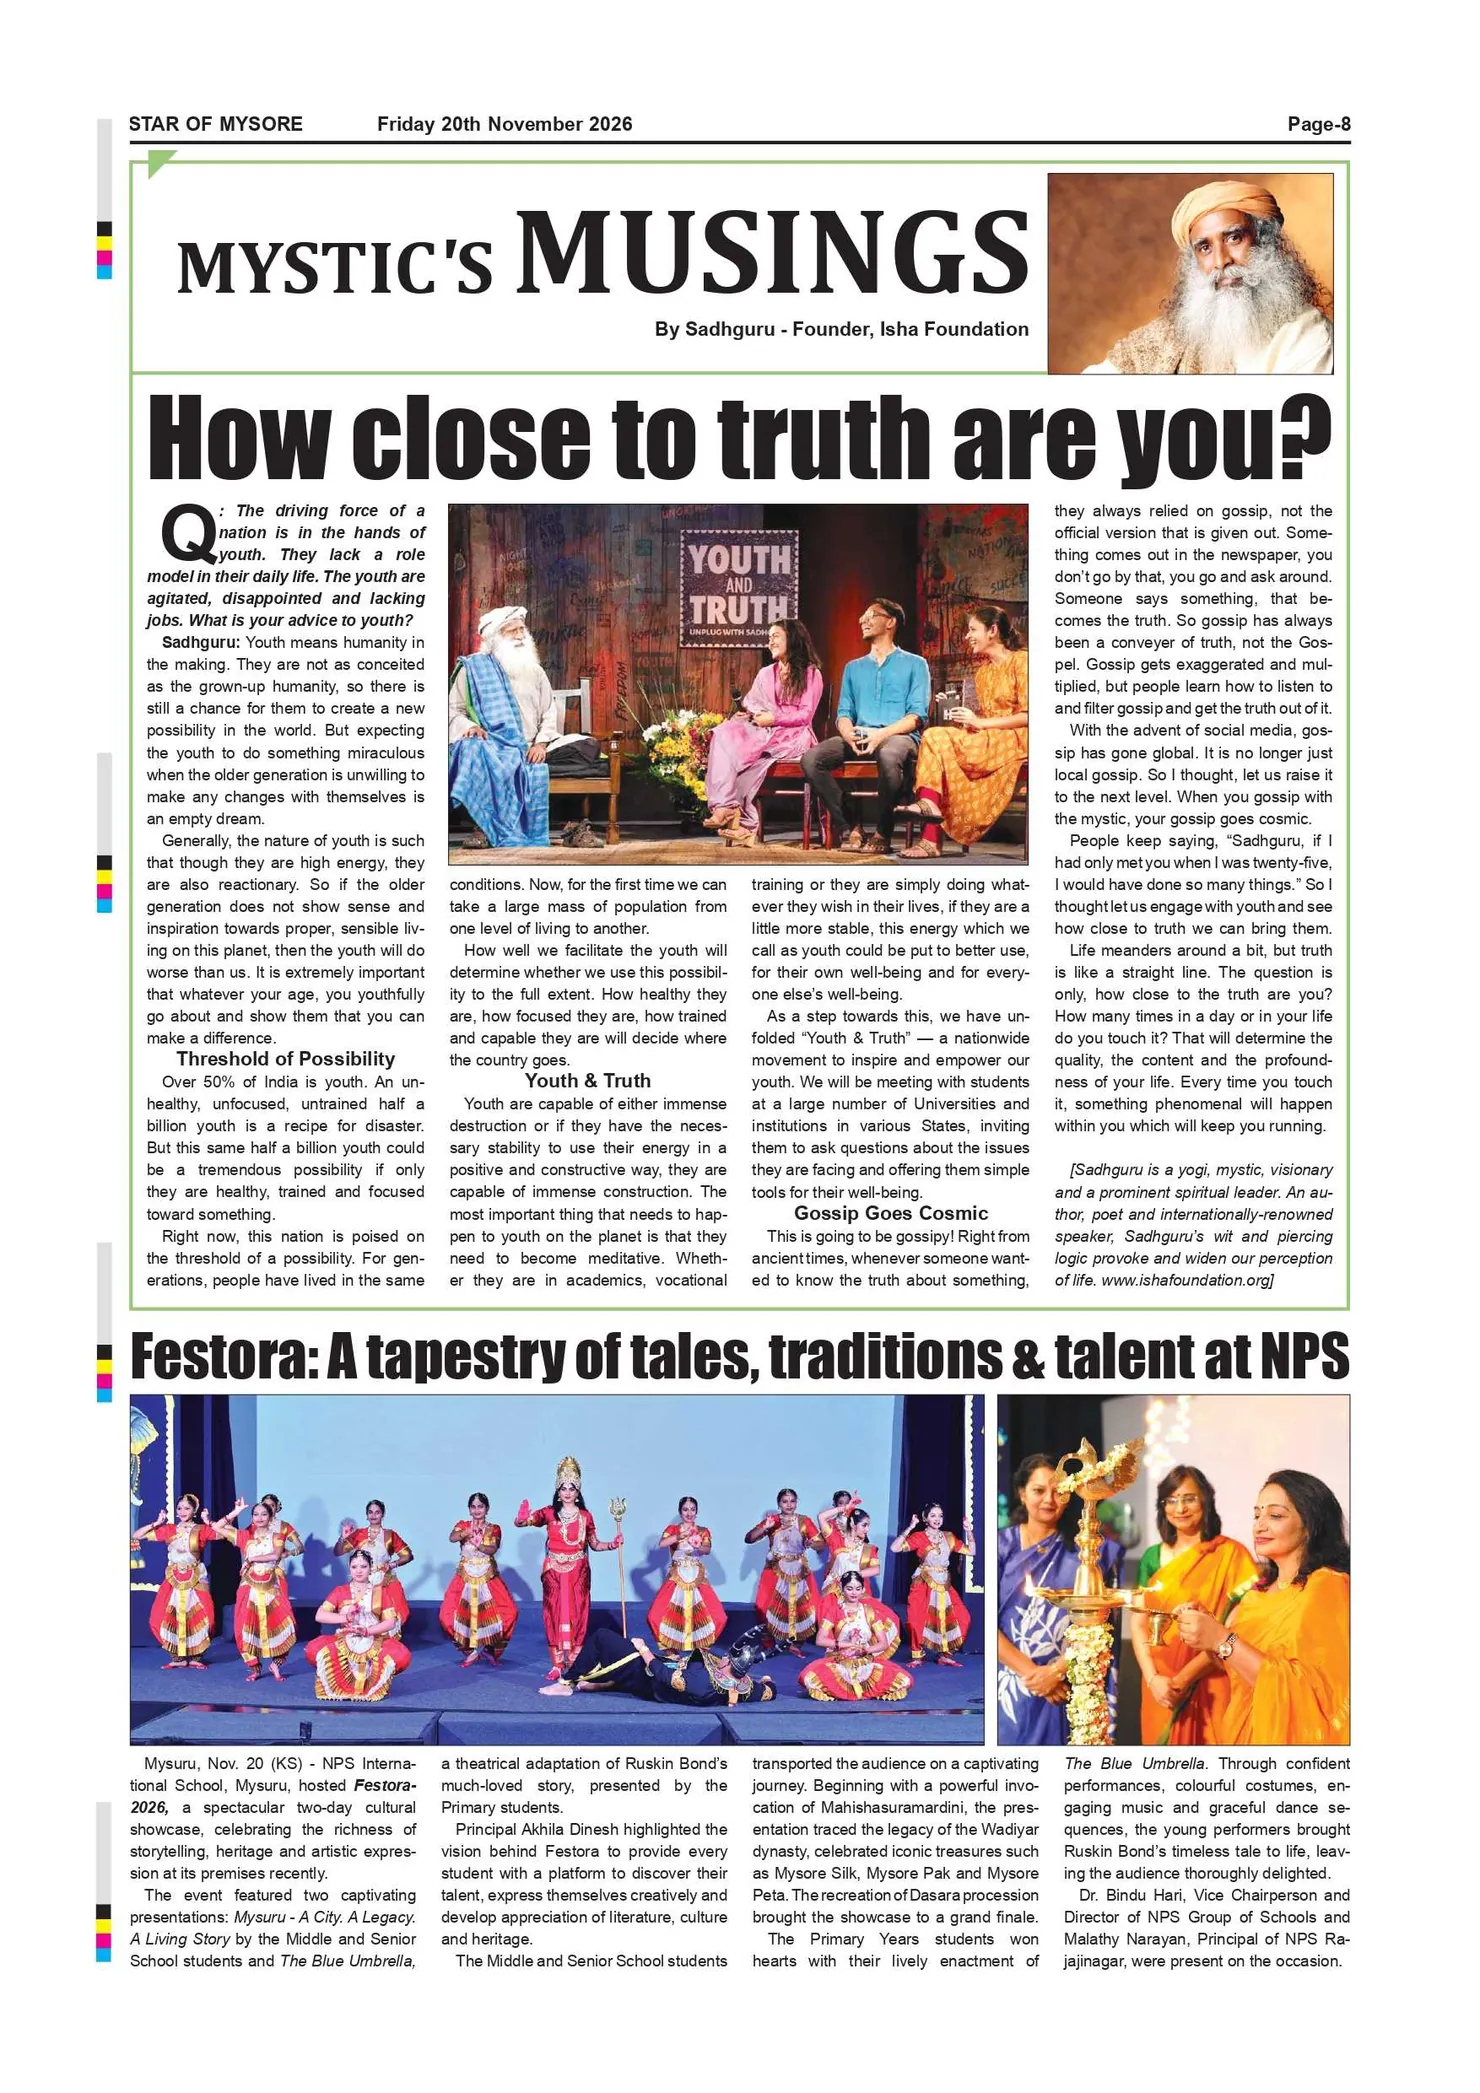 STAR OF MYSORE Friday 20th November 2026 Page-8
MYSTIC'S MUSINGS
By Sadhguru - Founder, Isha Foundation
How close to truth are you?
Q: The driving force of a
nation is in the hands of
youth. They lack a role
model in their daily life. The youth are
agitated, disappointed and lacking
jobs. What is your advice to youth?
Sadhguru: Youth means humanity in
the making. They are not as conceited
as the grown-up humanity, so there is
still a chance for them to create a new
possibility in the world. But expecting
the youth to do something miraculous
when the older generation is unwilling to
make any changes with themselves is
an empty dream.
Generally, the nature of youth is such
that though they are high energy, they
are also reactionary. So if the older
generation does not show sense and
inspiration towards proper, sensible liv-
ing on this planet, then the youth will do
worse than us. It is extremely important
that whatever your age, you youthfully
go about and show them that you can
make a difference.
Threshold of Possibility
Over 50% of India is youth. An un-
healthy, unfocused, untrained half a
billion youth is a recipe for disaster.
But this same half a billion youth could
be a tremendous possibility if only
they are healthy, trained and focused
toward something.
Right now, this nation is poised on
the threshold of a possibility. For gen-
erations, people have lived in the same
YOUTH
AND
TRUTH
UNPLUG WITH SADHG
FREEDOM
conditions. Now, for the first time we can
take a large mass of population from
one level of living to another.
How well we facilitate the youth will
determine whether we use this possibil-
ity to the full extent. How healthy they
are, how focused they are, how trained
and capable they are will decide where
the country goes.
Youth & Truth
Youth are capable of either immense
destruction or if they have the neces-
sary stability to use their energy in a
positive and constructive way, they are
capable of immense construction. The
most important thing that needs to hap-
pen to youth on the planet is that they
need to become meditative. Wheth-
er they are in academics, vocational
training or they are simply doing what-
ever they wish in their lives, if they are a
little more stable, this energy which we
call as youth could be put to better use,
for their own well-being and for every-
one else's well-being.
As a step towards this, we have un-
folded “Youth & Truth” — a nationwide
movement to inspire and empower our
youth. We will be meeting with students
at a large number of Universities and
institutions in various States, inviting
them to ask questions about the issues
they are facing and offering them simple
tools for their well-being.
Gossip Goes Cosmic
This is going to be gossipy! Right from
ancient times, whenever someone want-
ed to know the truth about something,
they always relied on gossip, not the
official version that is given out. Some-
thing comes out in the newspaper, you
don't go by that, you go and ask around.
Someone says something, that be-
comes the truth. So gossip has always
been a conveyer of truth, not the Gos-
pel. Gossip gets exaggerated and mul-
tiplied, but people learn how to listen to
and filter gossip and get the truth out of it.
With the advent of social media, gos-
sip has gone global. It is no longer just
local gossip. So I thought, let us raise it
to the next level. When you gossip with
the mystic, your gossip goes cosmic.
People keep saying, “Sadhguru, if I
had only met you when I was twenty-five,
I would have done so many things.” So I
thought let us engage with youth and see
how close to truth we can bring them.
Life meanders around a bit, but truth
is like a straight line. The question is
only, how close to the truth are you?
How many times in a day or in your life
do you touch it? That will determine the
quality, the content and the profound-
ness of your life. Every time you touch
it, something phenomenal will happen
within you which will keep you running.
[Sadhguru is a yogi, mystic, visionary
and a prominent spiritual leader. An au-
thor, poet and internationally-renowned
speaker, Sadhguru's wit and piercing
logic provoke and widen our perception
of life. www.ishafoundation.org]
Festora: A tapestry of tales, traditions & talent at NPS
Mysuru, Nov. 20 (KS) - NPS Interna-
tional School, Mysuru, hosted Festora-
2026, a spectacular two-day cultural
showcase, celebrating the richness of
storytelling, heritage and artistic expres-
sion at its premises recently.
The event featured two captivating
presentations: Mysuru - A City. A Legacy.
A Living Story by the Middle and Senior
School students and The Blue Umbrella,
a theatrical adaptation of Ruskin Bond's
much-loved story, presented by the
Primary students.
Principal Akhila Dinesh highlighted the
vision behind Festora to provide every
student with a platform to discover their
talent, express themselves creatively and
develop appreciation of literature, culture
and heritage.
The Middle and Senior School students
transported the audience on a captivating
journey. Beginning with a powerful invo-
cation of Mahishasuramardini, the pres-
entation traced the legacy of the Wadiyar
dynasty, celebrated iconic treasures such
as Mysore Silk, Mysore Pak and Mysore
Peta. The recreation of Dasara procession
brought the showcase to a grand finale.
The Primary Years students won
hearts with their lively enactment of
The Blue Umbrella. Through confident
performances, colourful costumes, en-
gaging music and graceful dance se-
quences, the young performers brought
Ruskin Bond's timeless tale to life, leav-
ing the audience thoroughly delighted.
Dr. Bindu Hari, Vice Chairperson and
Director of NPS Group of Schools and
Malathy Narayan, Principal of NPS Ra-
jajinagar, were present on the occasion.